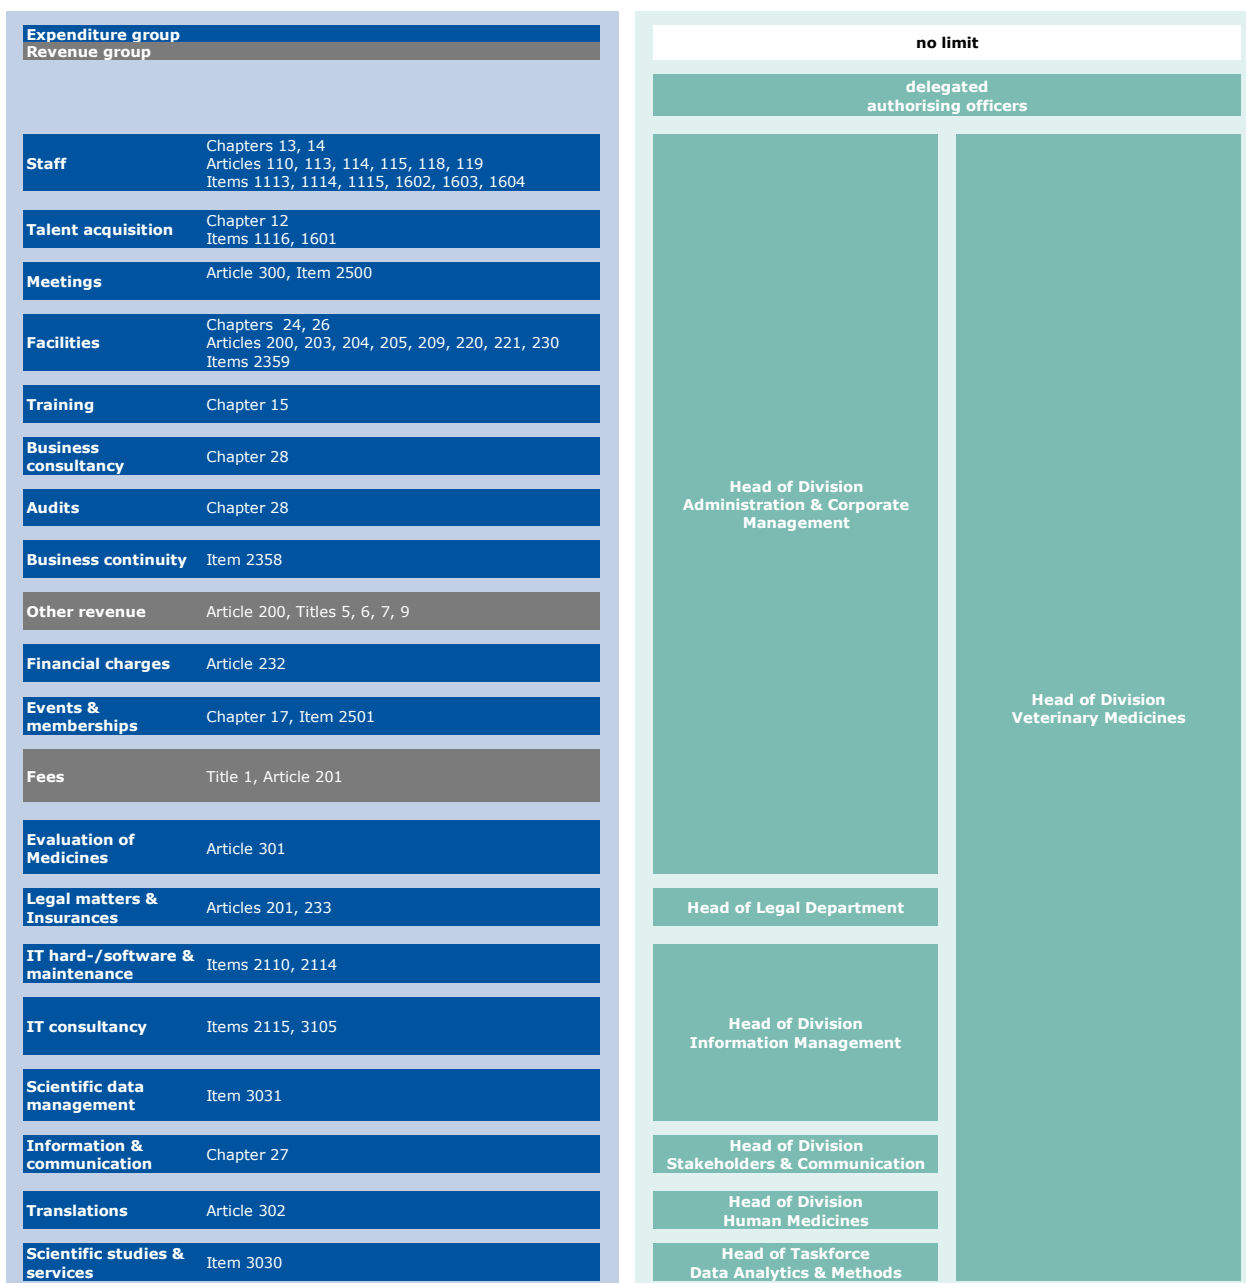 Expenditure group
Revenue group
no limit
delegated
authorising officers
Staff
Chapters 13, 14
Articles 110, 113, 114, 115, 118, 119
Items 1113, 1114, 1115, 1602, 1603, 1604
Talent acquisition
Chapter 12
Items 1116, 1601
Meetings
Article 300, Item 2500
Facilities
Chapters  24, 26
Articles 200, 203, 204, 205, 209, 220, 221, 230
Items 2359
Training
Chapter 15
Business
consultancy
Chapter 28
Audits
Chapter 28
Business continuity
Item 2358
Other revenue
Article 200, Titles 5, 6, 7, 9
Financial charges
Article 232
Events &
memberships
Chapter 17, Item 2501
Fees
Title 1, Article 201
Evaluation of
Medicines
Article 301
Head of Division
Administration & Corporate
Management
Head of Division
Veterinary Medicines
Legal matters &
Insurances
Articles 201, 233
Head of Legal Department
IT hard-/software &
maintenance
Items 2110, 2114
IT consultancy
Items 2115, 3105
Scientific data
management
Item 3031
Head of Division
Information Management
Information &
communication
Chapter 27
Head of Division
Stakeholders & Communication
Translations
Article 302
Head of Division
Human Medicines
Scientific studies &
services
Item 3030
Head of Taskforce
Data Analytics & Methods